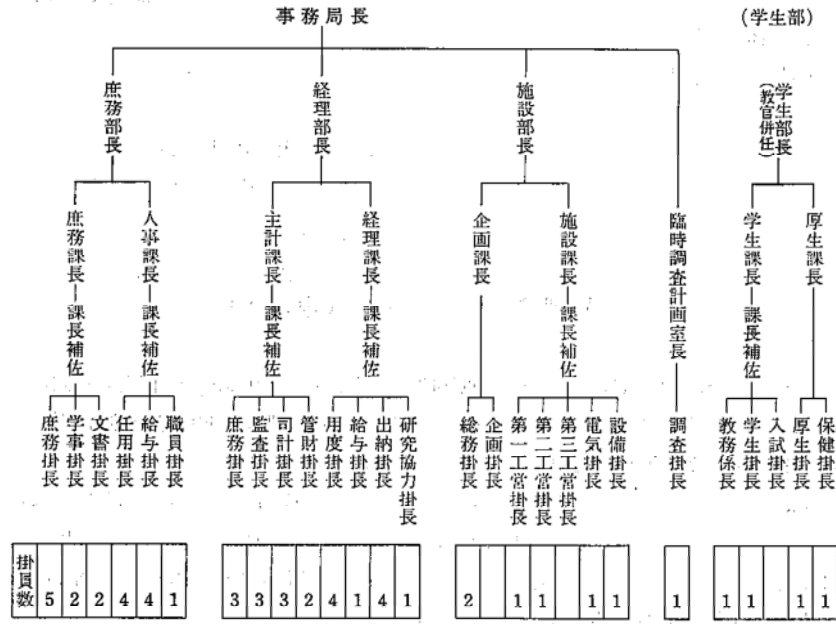 事務局長
(学生部)
庶務部長
経理部長
施設部長
学生部長
(教官併任)
庶務課長
課長補佐
人事課長
課長補佐
主計課長
課長補佐
経理課長
課長補佐
企画課長
施設課長
課長補佐
臨時調査計画室長
学生課長
課長補佐
厚生課長
庶務掛長
学事掛長
文書掛長
任用掛長
給与掛長
職員掛長
庶務掛長
監査掛長
司計掛長
管財掛長
用度掛長
給与掛長
出納掛長
研究協力掛長
総務掛長
企画掛長
第一工営掛長
第二工営掛長
第三工営掛長
電気掛長
設備掛長
調査掛長
教務係長
学生掛長
入試掛長
厚生掛長
保健掛長
掛員数 5 2 2 4 4 1 3 3 3 2 4 1 4 1 2 1 1 1 1 1 1 1 1 1